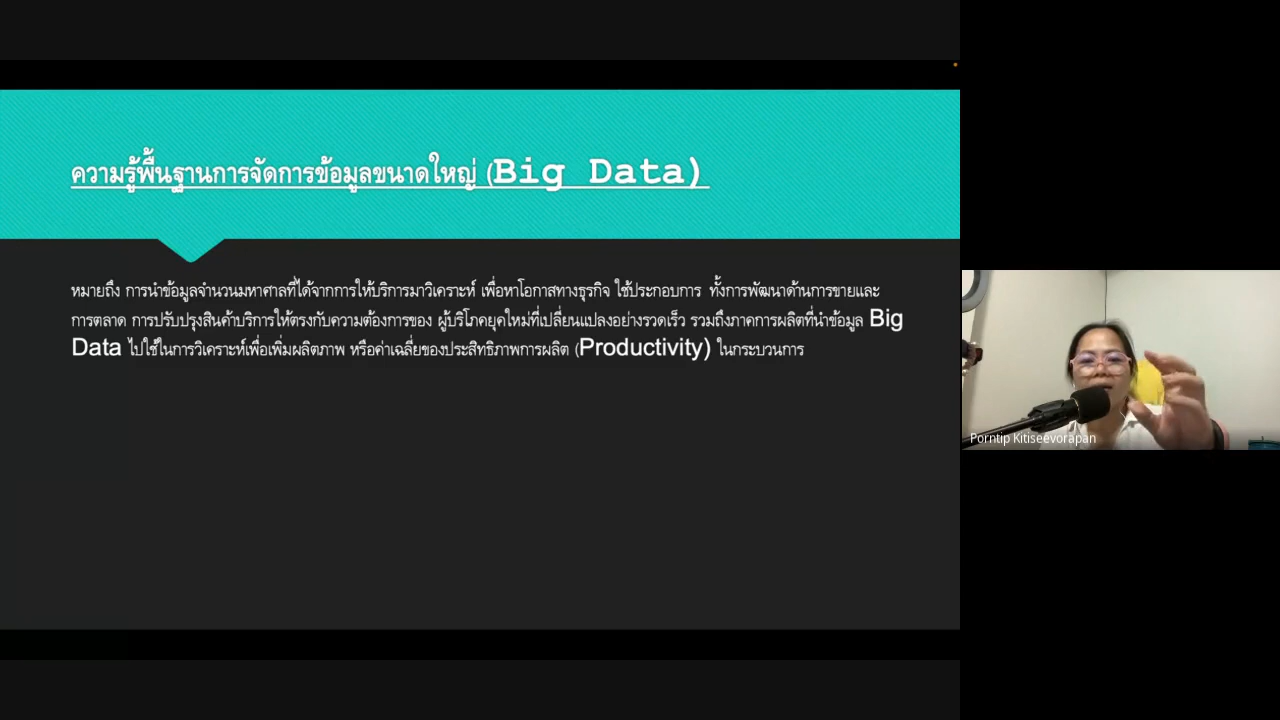 ความรู้พื้นฐานการจัดการข้อมูลขนาดใหญ่ (Big Data)
หมายถึง การนำข้อมูลจำนวนมหาศาลที่ได้จากการให้บริการมาวิเคราะห์ เพื่อหาโอกาสทางธุรกิจ ใช้ประกอบการ ทั้งการพัฒนาด้านการขายและ
การตลาด การปรับปรุงสินค้าบริการให้ตรงกับความต้องการของ ผู้บริโภคยุคใหม่ที่เปลี่ยนแปลงอย่างรวดเร็ว รวมถึงภาคการผลิตที่นำข้อมูล Big
Data ไปใช้ในการวิเคราะห์เพื่อเพิ่มผลิตภาพ หรือค่าเฉลี่ยของประสิทธิภาพการผลิต (Productivity) ในกระบวนการ
Porntip Kitiseevorapan